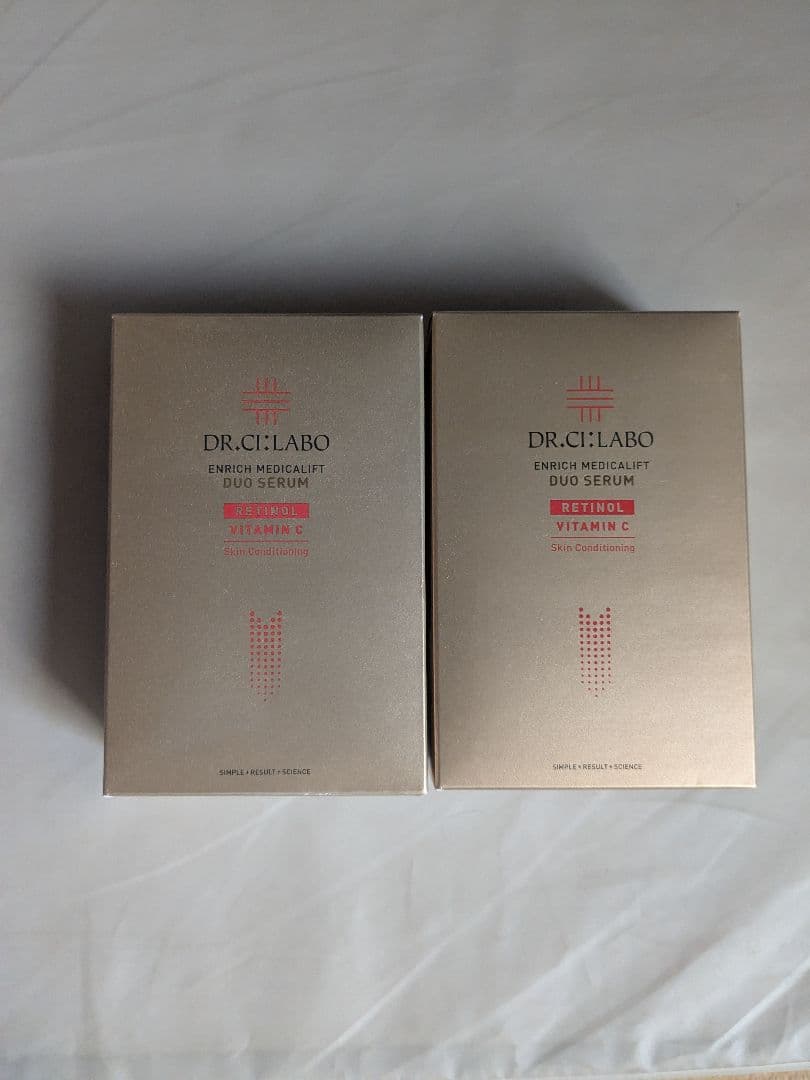 DR.CI:LABO
ENRICH MEDICALIFT
DUO SERUM
RETINOL
VITAMIN C
Skin Conditioning
SIMPLE + RESULT + SCIENCE
DR.CI:LABO
ENRICH MEDICALIFT
DUO SERUM
RETINOL
VITAMIN C
Skin Conditioning
SIMPLE + RESULT + SCIENCE